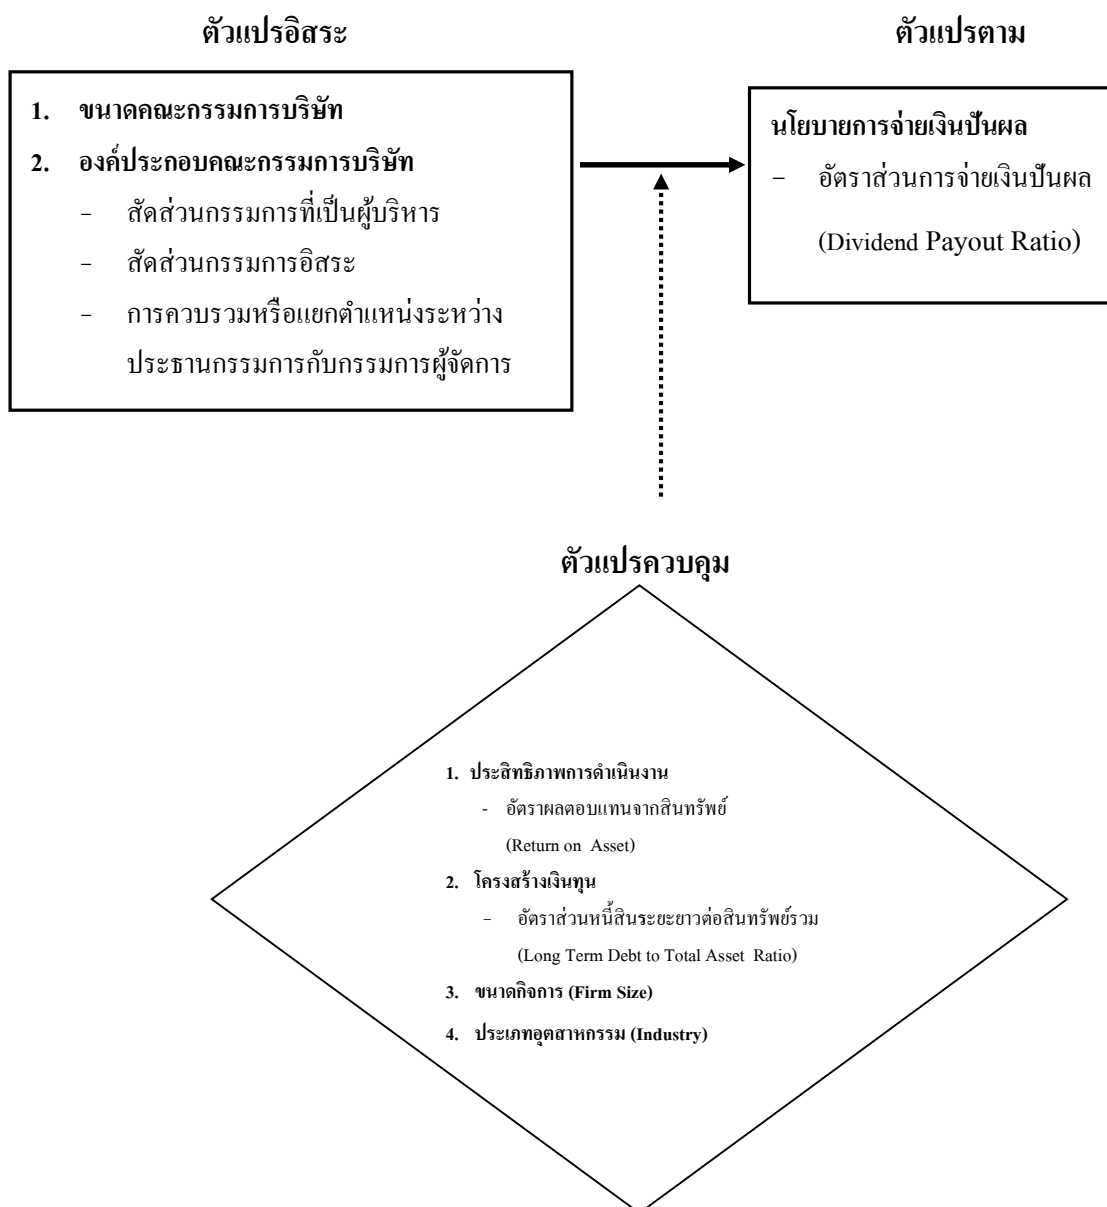 ตัวแปรอิสระ
ตัวแปรตาม
1. ขนาดคณะกรรมการบริษัท
2. องค์ประกอบคณะกรรมการบริษัท
- สัดส่วนกรรมการที่เป็นผู้บริหาร
- สัดส่วนกรรมการอิสระ
- การควบรวมหรือแยกตำแหน่งระหว่าง
ประธานกรรมการกับกรรมการผู้จัดการ
นโยบายการจ่ายเงินปันผล
- อัตราส่วนการจ่ายเงินปันผล
(Dividend Payout Ratio)
ตัวแปรควบคุม
1. ประสิทธิภาพการดำเนินงาน
- อัตราผลตอบแทนจากสินทรัพย์
(Return on Asset)
2. โครงสร้างเงินทุน
- อัตราส่วนหนี้สินระยะยาวต่อสินทรัพย์รวม
(Long Term Debt to Total Asset Ratio)
3. ขนาดกิจการ (Firm Size)
4. ประเภทอุตสาหกรรม (Industry)